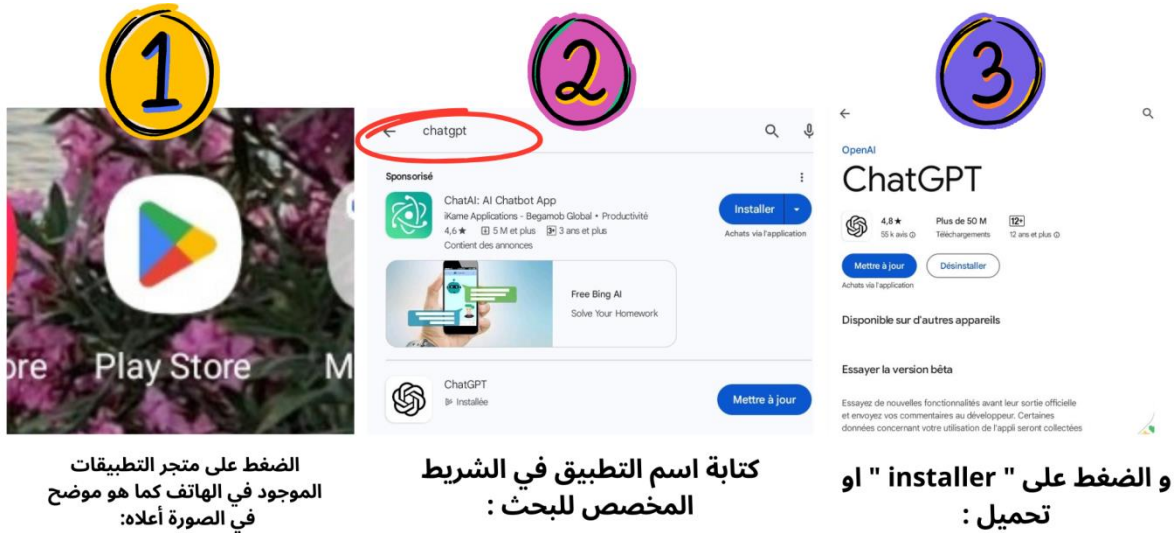 1
2
3
ore
Play Store
M
chatgpt
Sponsorisé
ChatAI: AI Chatbot App
iKame Applications - Begamob Global • Productivité
4,6 ★ 5 M et plus 3+ 3 ans et plus
Contient des annonces
Installer
Achats via l'application
Free Bing AI
Solve Your Homework
ChatGPT
Installée
Mettre à jour
OpenAI
ChatGPT
4,8 ★
55 k avis
Plus de 50 M
Téléchargements
12+
12 ans et plus
Mettre à jour
Désinstaller
Achats via l'application
Disponible sur d'autres appareils
Essayer la version bêta
Essayez de nouvelles fonctionnalités avant leur sortie officielle
et envoyez vos commentaires au développeur. Certaines
données concernant votre utilisation de l'appli seront collectées
الضغط على متجر التطبيقات
الموجود في الهاتف كما هو موضح
في الصورة أعلاه:
كتابة اسم التطبيق في الشريط
المخصص للبحث :
و الضغط على " installer " او
تحميل :